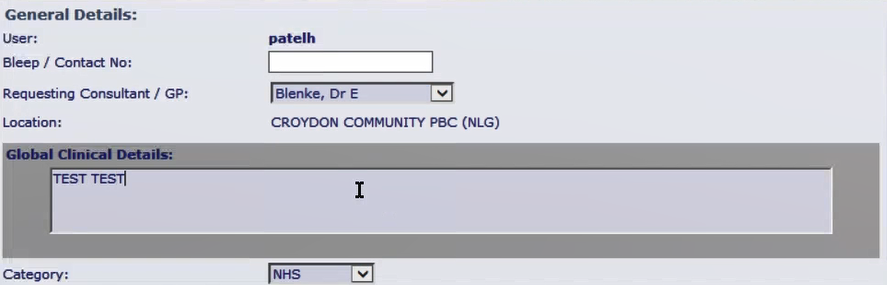 General Details:
User: patelh
Bleep / Contact No:
Requesting Consultant / GP: Blenke, Dr E
Location: CROYDON COMMUNITY PBC (NLG)
Global Clinical Details:
TEST TEST
Category: NHS